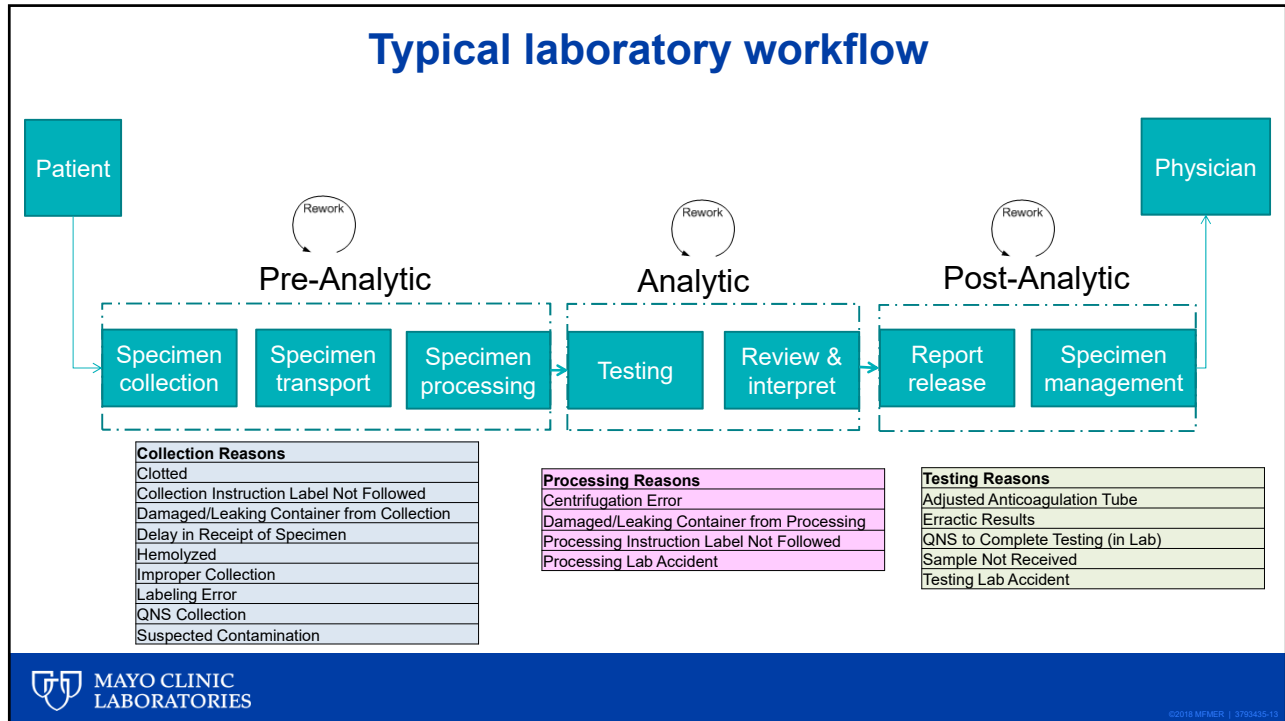 Typical laboratory workflow
Patient
Physician
Rework
Rework
Rework
Pre-Analytic
Analytic
Post-Analytic
Specimen
collection
Specimen
transport
Specimen
processing
Testing
Review &
interpret
Report
release
Specimen
management
Collection Reasons
Clotted
Collection Instruction Label Not Followed
Damaged/Leaking Container from Collection
Delay in Receipt of Specimen
Hemolyzed
Improper Collection
Labeling Error
QNS Collection
Suspected Contamination
Processing Reasons
Centrifugation Error
Damaged/Leaking Container from Processing
Processing Instruction Label Not Followed
Processing Lab Accident
Testing Reasons
Adjusted Anticoagulation Tube
Erractic Results
QNS to Complete Testing (in Lab)
Sample Not Received
Testing Lab Accident
MAYO CLINIC
LABORATORIES
©2018 MFMER | 3793435-13